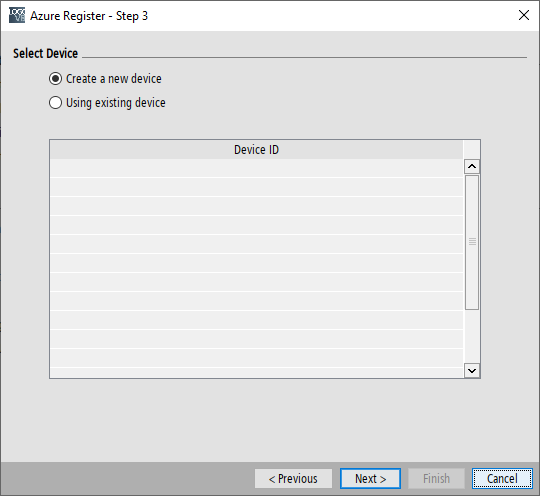 Azure Register - Step 3
Select Device
Create a new device
Using existing device
Device ID
< Previous
Next >
Finish
Cancel